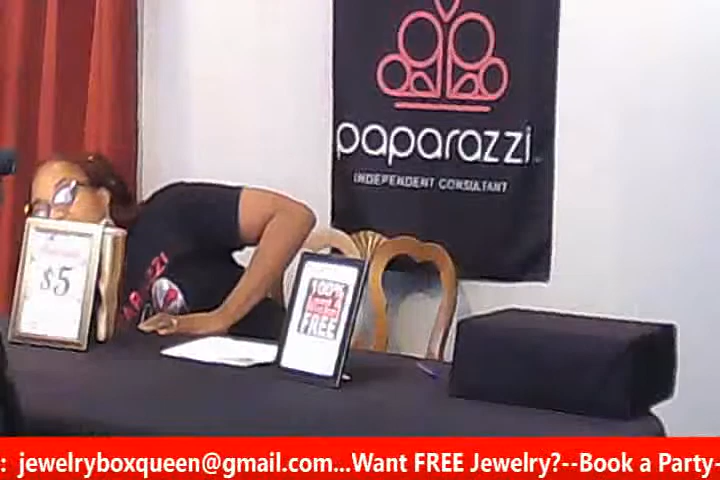 paparazzi
INDEPENDENT CONSULTANT
$5
100%
FREE
: jewelryboxqueen@gmail.com...Want FREE Jewelry?--Book a Party-